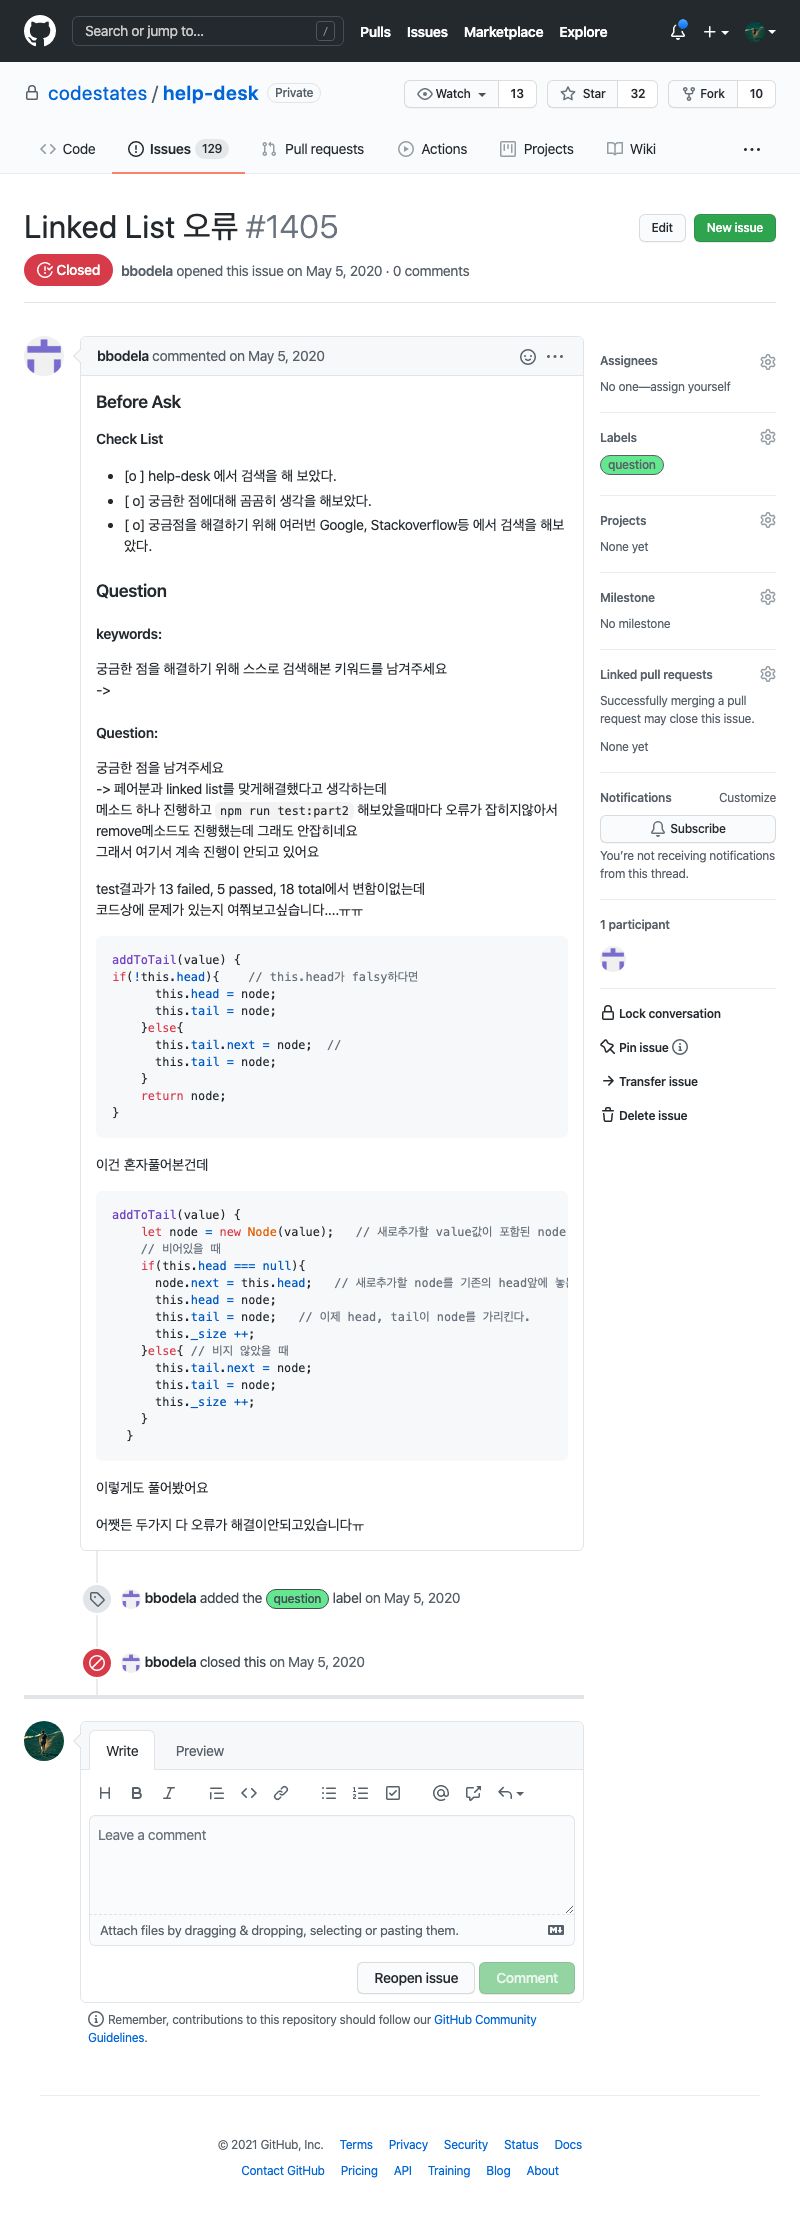 Search or jump to... /
Pulls Issues Marketplace Explore
codestates / help-desk Private
Watch 13 Star 32 Fork 10
Code Issues 129 Pull requests Actions Projects Wiki ...
Linked List 오류 #1405
Edit New issue
Closed bbodela opened this issue on May 5, 2020 · 0 comments
bbodela commented on May 5, 2020
Before Ask
Check List
[o ] help-desk 에서 검색을 해 보았다.
[ o] 궁금한 점에대해 곰곰히 생각을 해보았다.
[ o] 궁금점을 해결하기 위해 여러번 Google, Stackoverflow등 에서 검색을 해보
았다.
Question
keywords:
궁금한 점을 해결하기 위해 스스로 검색해본 키워드를 남겨주세요
->
Question:
궁금한 점을 남겨주세요
-> 페어분과 linked list를 맞게해결했다고 생각하는데
메소드 하나 진행하고 npm run test:part2 해보았을때마다 오류가 잡히지않아서
remove메소드도 진행했는데 그래도 안잡히네요
그래서 여기서 계속 진행이 안되고 있어요
test결과가 13 failed, 5 passed, 18 total에서 변함이없는데
코드상에 문제가 있는지 여쭤보고싶습니다....ㅠㅠ
addToTail(value) {
if(!this.head){    // this.head가 falsy하다면
this.head = node;
this.tail = node;
}else{
this.tail.next = node;  //
this.tail = node;
}
return node;
}
이건 혼자풀어본건데
addToTail(value) {
let node = new Node(value);   // 새로추가할 value값이 포함된 node
// 비어있을 때
if(this.head === null){
node.next = this.head;   // 새로추가할 node를 기존의 head앞에
this.head = node;
this.tail = node;   // 이제 head, tail이 node를 가리킨다.
this._size ++;
}else{ // 비지 않았을 때
this.tail.next = node;
this.tail = node;
this._size ++;
}
}
이렇게도 풀어봤어요
어쨋든 두가지 다 오류가 해결이안되고있습니다ㅠ
Assignees
No one—assign yourself
Labels
question
Projects
None yet
Milestone
No milestone
Linked pull requests
Successfully merging a pull
request may close this issue.
None yet
Notifications Customize
Subscribe
You're not receiving notifications
from this thread.
1 participant
Lock conversation
Pin issue
Transfer issue
Delete issue
bbodela added the question label on May 5, 2020
bbodela closed this on May 5, 2020
Write Preview
Leave a comment
Attach files by dragging & dropping, selecting or pasting them.
Reopen issue Comment
Remember, contributions to this repository should follow our GitHub Community
Guidelines.
© 2021 GitHub, Inc. Terms Privacy Security Status Docs
Contact GitHub Pricing API Training Blog About